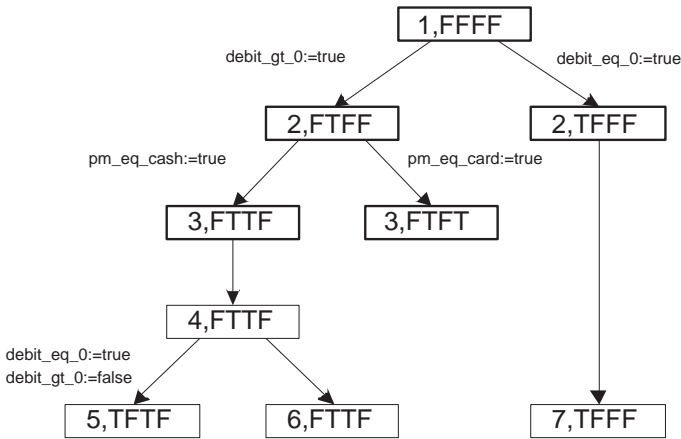 1,FFFF
debit_gt_0:=true
debit_eq_0:=true
2,FTFF
2,TFFF
pm_eq_cash:=true
pm_eq_card:=true
3,FTTF
3,FTFT
4,FTTF
debit_eq_0:=true
debit_gt_0:=false
5,TFTF
6,FTTF
7,TFFF